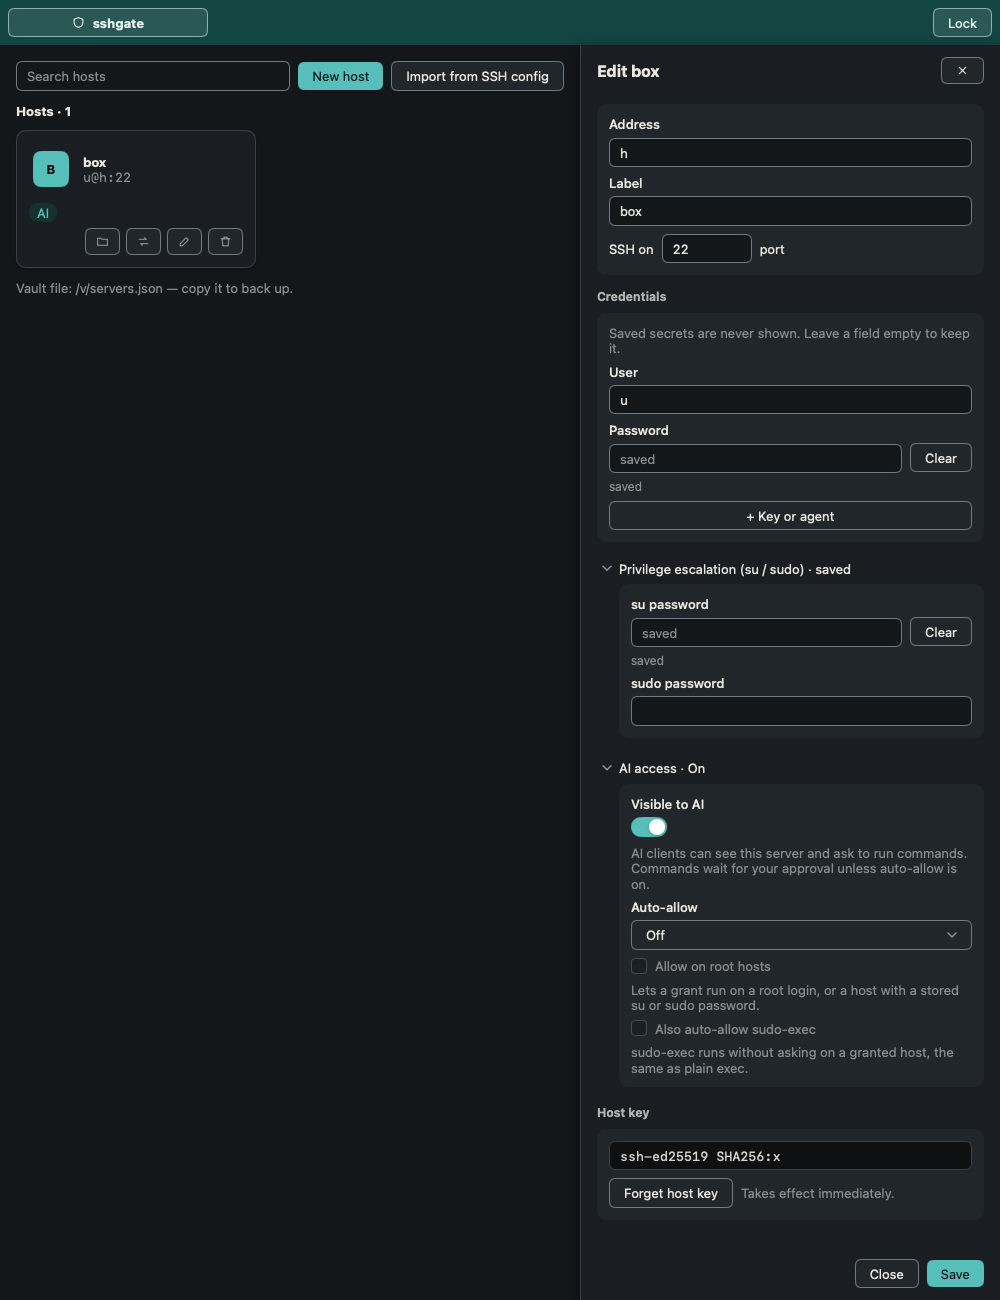 sshgate
Lock
Search hosts
New host
Import from SSH config
Hosts · 1
B
box
u@h:22
AI
Vault file: /v/servers.json — copy it to back up.
Edit box
Address
h
Label
box
SSH on 22 port
Credentials
Saved secrets are never shown. Leave a field empty to keep
it.
User
u
Password
saved
Clear
saved
+ Key or agent
Privilege escalation (su / sudo) · saved
su password
saved
Clear
saved
sudo password
AI access · On
Visible to AI
AI clients can see this server and ask to run commands.
Commands wait for your approval unless auto-allow is
on.
Auto-allow
Off
Allow on root hosts
Lets a grant run on a root login, or a host with a stored
su or sudo password.
Also auto-allow sudo-exec
sudo-exec runs without asking on a granted host, the
same as plain exec.
Host key
ssh-ed25519 SHA256:x
Forget host key
Takes effect immediately.
Close
Save